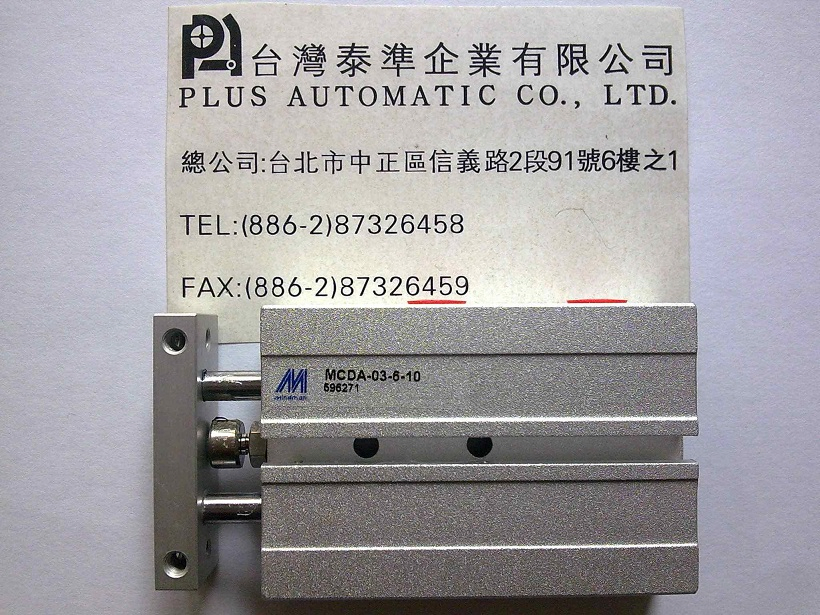 台灣泰準企業有限公司
PLUS AUTOMATIC CO., LTD.
總公司:台北市中正區信義路2段91號6樓之1
TEL:(886-2)87326458
FAX:(886-2)87326459
MCDA-03-6-10
596271
mindman